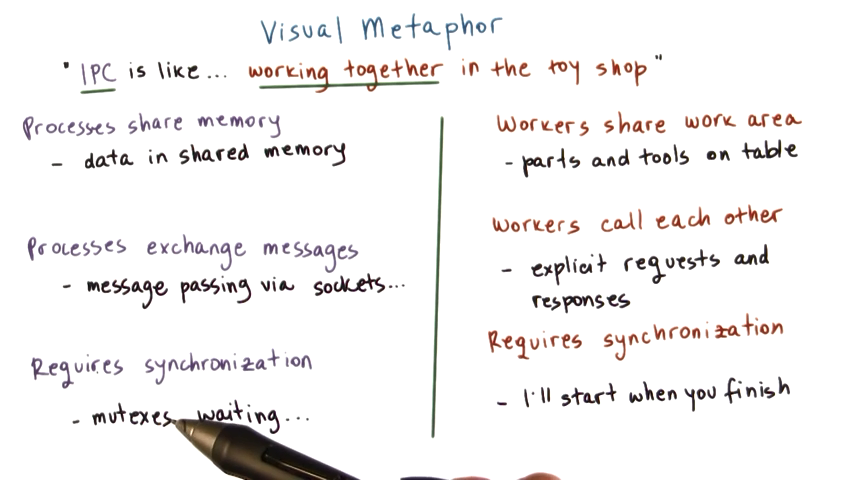 Visual Metaphor
"IPC is like... working together in the toy shop"
Processes share memory
- data in shared memory
Processes exchange messages
- message passing via sockets...
Requires synchronization
- mutexes, waiting...
Workers share work area
- parts and tools on table
Workers call each other
- explicit requests and
responses
Requires synchronization
- I'll start when you finish